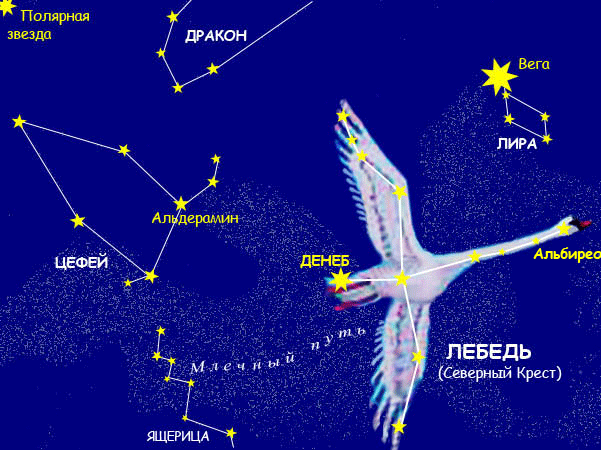 Полярная
звезда
ДРАКОН
Вега
ЛИРА
Альдерамин
ЦЕФЕЙ
ДЕНЕБ
Альбирео
Млечный путь
ЛЕБЕДЬ
(Северный Крест)
ЯЩЕРИЦА